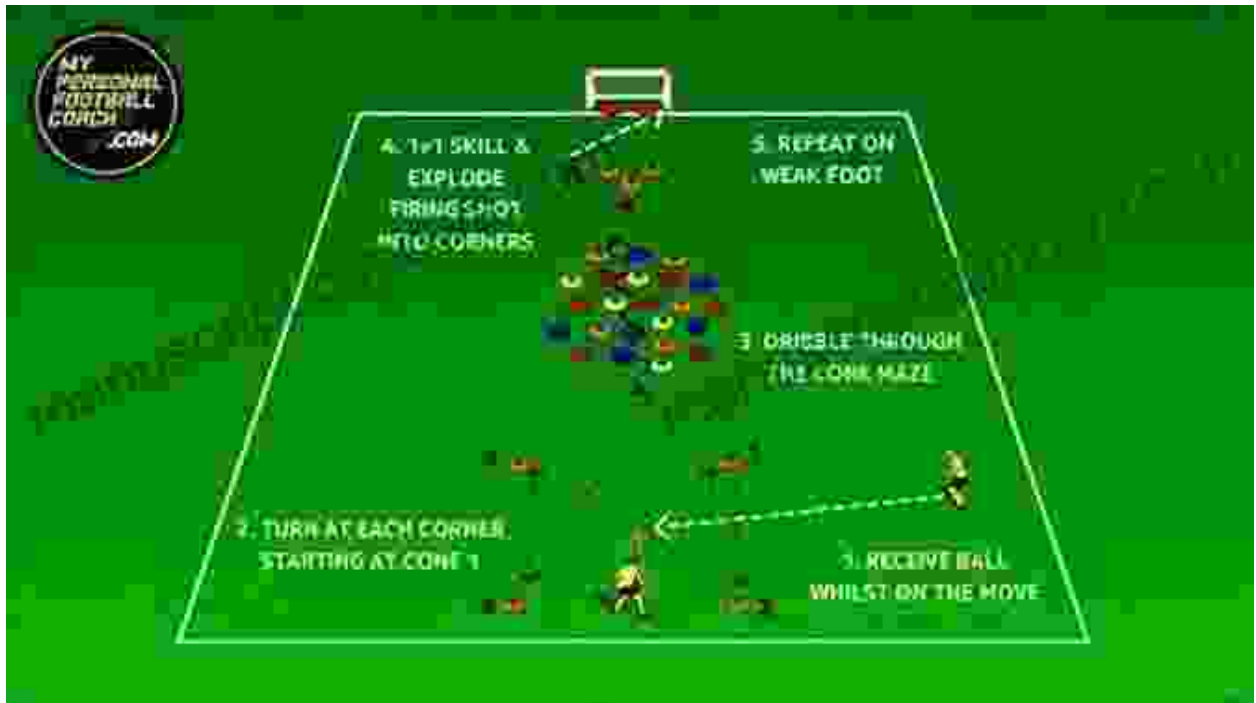 MY
PERSONAL
FOOTBALL
COACH
.COM
4. 1v1 SKILL &
EXPLODE
FIRING SHOT
INTO CORNERS
5. REPEAT ON
WEAK FOOT
3. DRIBBLE THROUGH
THE CONE MAZE
2. TURN AT EACH CORNER
STARTING AT CONE 1
1. RECEIVE BALL
WHILST ON THE MOVE